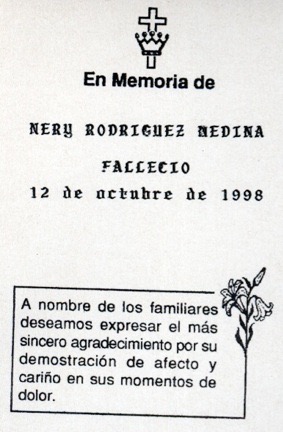 En Memoria de
NERY RODRIGUEZ MEDINA
FALLECIO
12 de octubre de 1998
A nombre de los familiares
deseamos expresar el más
sincero agradecimiento por su
demostración de afecto y
cariño en sus momentos de
dolor.